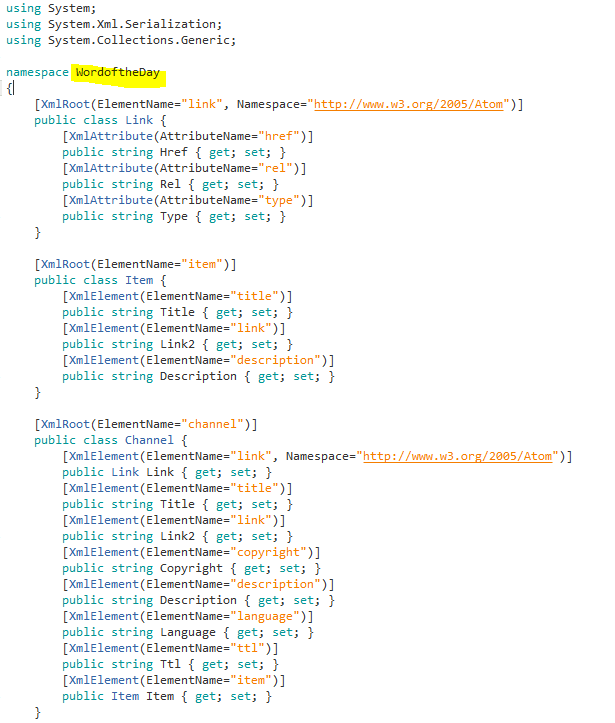 using System;
using System.Xml.Serialization;
using System.Collections.Generic;

namespace WordoftheDay
{
    [XmlRoot(ElementName="link", Namespace="http://www.w3.org/2005/Atom")]
    public class Link {
        [XmlAttribute(AttributeName="href")]
        public string Href { get; set; }
        [XmlAttribute(AttributeName="rel")]
        public string Rel { get; set; }
        [XmlAttribute(AttributeName="type")]
        public string Type { get; set; }
    }

    [XmlRoot(ElementName="item")]
    public class Item {
        [XmlElement(ElementName="title")]
        public string Title { get; set; }
        [XmlElement(ElementName="link")]
        public string Link2 { get; set; }
        [XmlElement(ElementName="description")]
        public string Description { get; set; }
    }

    [XmlRoot(ElementName="channel")]
    public class Channel {
        [XmlElement(ElementName="link", Namespace="http://www.w3.org/2005/Atom")]
        public Link Link { get; set; }
        [XmlElement(ElementName="title")]
        public string Title { get; set; }
        [XmlElement(ElementName="link")]
        public string Link2 { get; set; }
        [XmlElement(ElementName="copyright")]
        public string Copyright { get; set; }
        [XmlElement(ElementName="description")]
        public string Description { get; set; }
        [XmlElement(ElementName="language")]
        public string Language { get; set; }
        [XmlElement(ElementName="ttl")]
        public string Ttl { get; set; }
        [XmlElement(ElementName="item")]
        public Item Item { get; set; }
    }